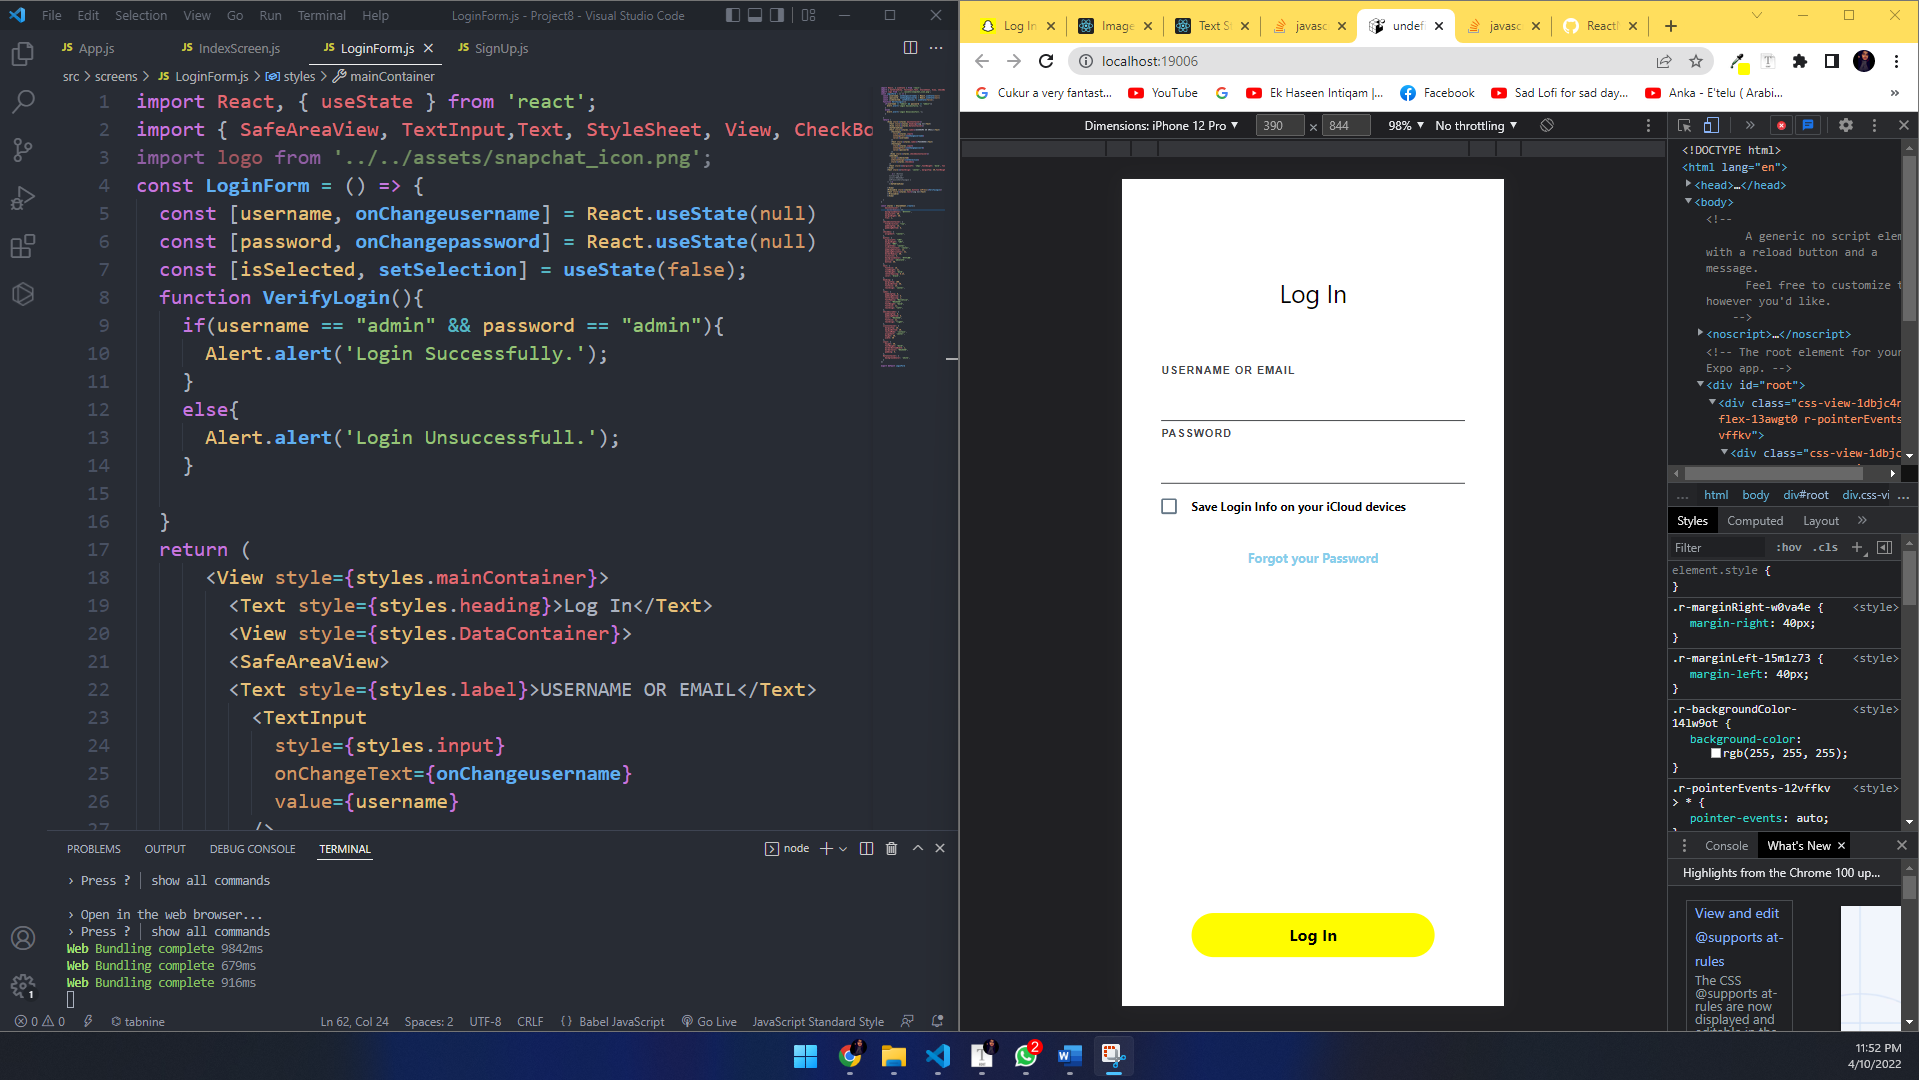 File Edit Selection View Go Run Terminal Help
LoginForm.js - Project8 - Visual Studio Code
JS App.js
JS IndexScreen.js
JS LoginForm.js
JS SignUp.js
src > screens > JS LoginForm.js > styles > mainContainer
1 import React, { useState } from 'react';
2 import { SafeAreaView, TextInput,Text, StyleSheet, View, CheckBo
3 import logo from '../../assets/snapchat_icon.png';
4 const LoginForm = () => {
5 const [username, onChangeusername] = React.useState(null)
6 const [password, onChangepassword] = React.useState(null)
7 const [isSelected, setSelection] = useState(false);
8 function VerifyLogin(){
9 if(username == "admin" && password == "admin"){
10 Alert.alert('Login Successfully.');
11 }
12 else{
13 Alert.alert('Login Unsuccessfull.');
14 }
15
16 }
17 return (
18 <View style={styles.mainContainer}>
19 <Text style={styles.heading}>Log In</Text>
20 <View style={styles.DataContainer}>
21 <SafeAreaView>
22 <Text style={styles.label}>USERNAME OR EMAIL</Text>
23 <TextInput
24 style={styles.input}
25 onChangeText={onChangeusername}
26 value={username}
27 />
PROBLEMS OUTPUT DEBUG CONSOLE TERMINAL
node
› Press ? │ show all commands
› Open in the web browser...
› Press ? │ show all commands
Web Bundling complete 9842ms
Web Bundling complete 679ms
Web Bundling complete 916ms
1
0 0 tabnine
Ln 62, Col 24 Spaces: 2 UTF-8 CRLF {} Babel JavaScript Go Live JavaScript Standard Style
Log In
Image
Text S
javasc
undef
javasc
React
localhost:19006
Cukur a very fantast...
YouTube
Ek Haseen Intiqam |...
Facebook
Sad Lofi for sad day...
Anka - E'telu ( Arabi...
Dimensions: iPhone 12 Pro 390 x 844 98% No throttling
Log In
USERNAME OR EMAIL
PASSWORD
Save Login Info on your iCloud devices
Forgot your Password
Log In
<!DOCTYPE html>
<html lang="en">
<head>…</head>
<body>
<!--
A generic no script elem
with a reload button and a
message.
Feel free to customize t
however you'd like.
-->
<noscript>…</noscript>
<!-- The root element for your
Expo app. -->
<div id="root">
<div class="css-view-1dbjc4n
flex-13awgt0 r-pointerEvents
vffkv">
<div class="css-view-1dbjc
… html body div#root div.css-vi …
Styles Computed Layout
Filter :hov .cls
element.style {
}
.r-marginRight-w0va4e { <style>
margin-right: 40px;
}
.r-marginLeft-15m1z73 { <style>
margin-left: 40px;
}
.r-backgroundColor- <style>
14lw9ot {
background-color:
rgb(255, 255, 255);
}
.r-pointerEvents-12vffkv <style>
> * {
pointer-events: auto;
Console What's New
Highlights from the Chrome 100 up...
View and edit
@supports at-
rules
The CSS
@supports at-
rules are now
displayed and
editable in the
2
11:52 PM
4/10/2022